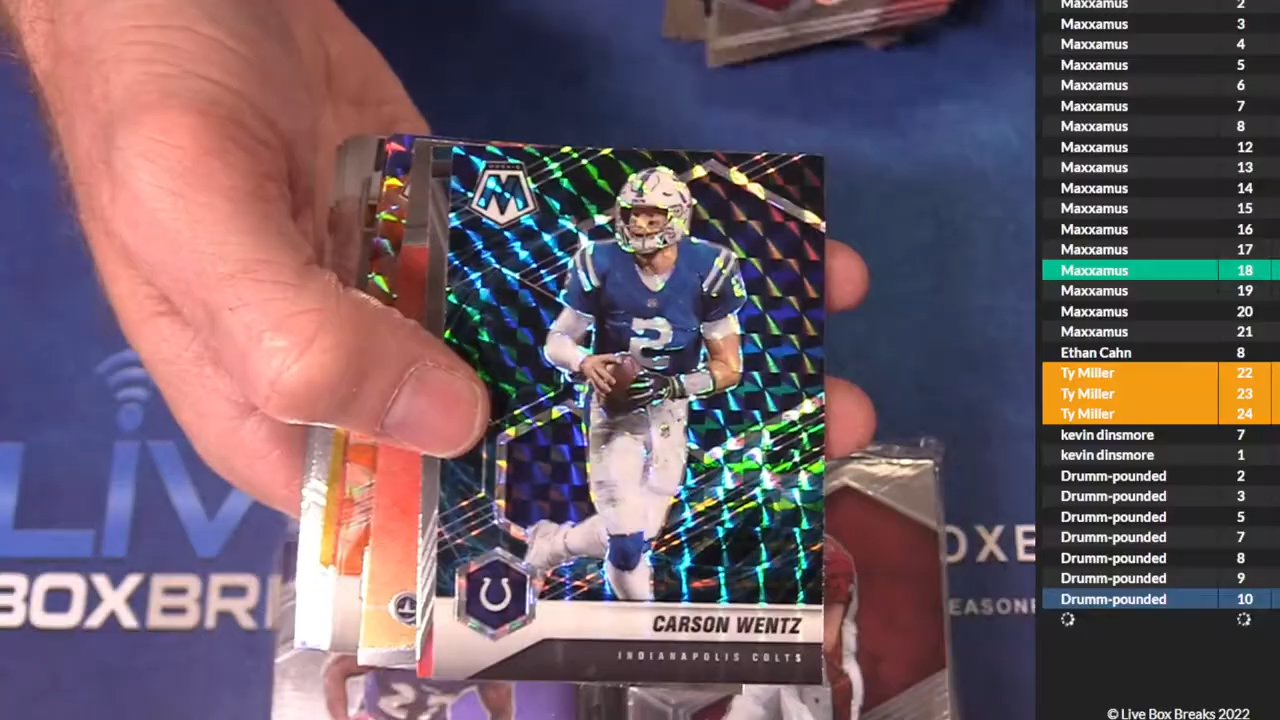 MOSAIC
M
2
CARSON WENTZ
INDIANAPOLIS COLTS
LIV
BOXBR
OXE
EASON
Maxxamus 2
Maxxamus 3
Maxxamus 4
Maxxamus 5
Maxxamus 6
Maxxamus 7
Maxxamus 8
Maxxamus 12
Maxxamus 13
Maxxamus 14
Maxxamus 15
Maxxamus 16
Maxxamus 17
Maxxamus 18
Maxxamus 19
Maxxamus 20
Maxxamus 21
Ethan Cahn 8
Ty Miller 22
Ty Miller 23
Ty Miller 24
kevin dinsmore 7
kevin dinsmore 1
Drumm-pounded 2
Drumm-pounded 3
Drumm-pounded 5
Drumm-pounded 7
Drumm-pounded 8
Drumm-pounded 9
Drumm-pounded 10
© Live Box Breaks 2022